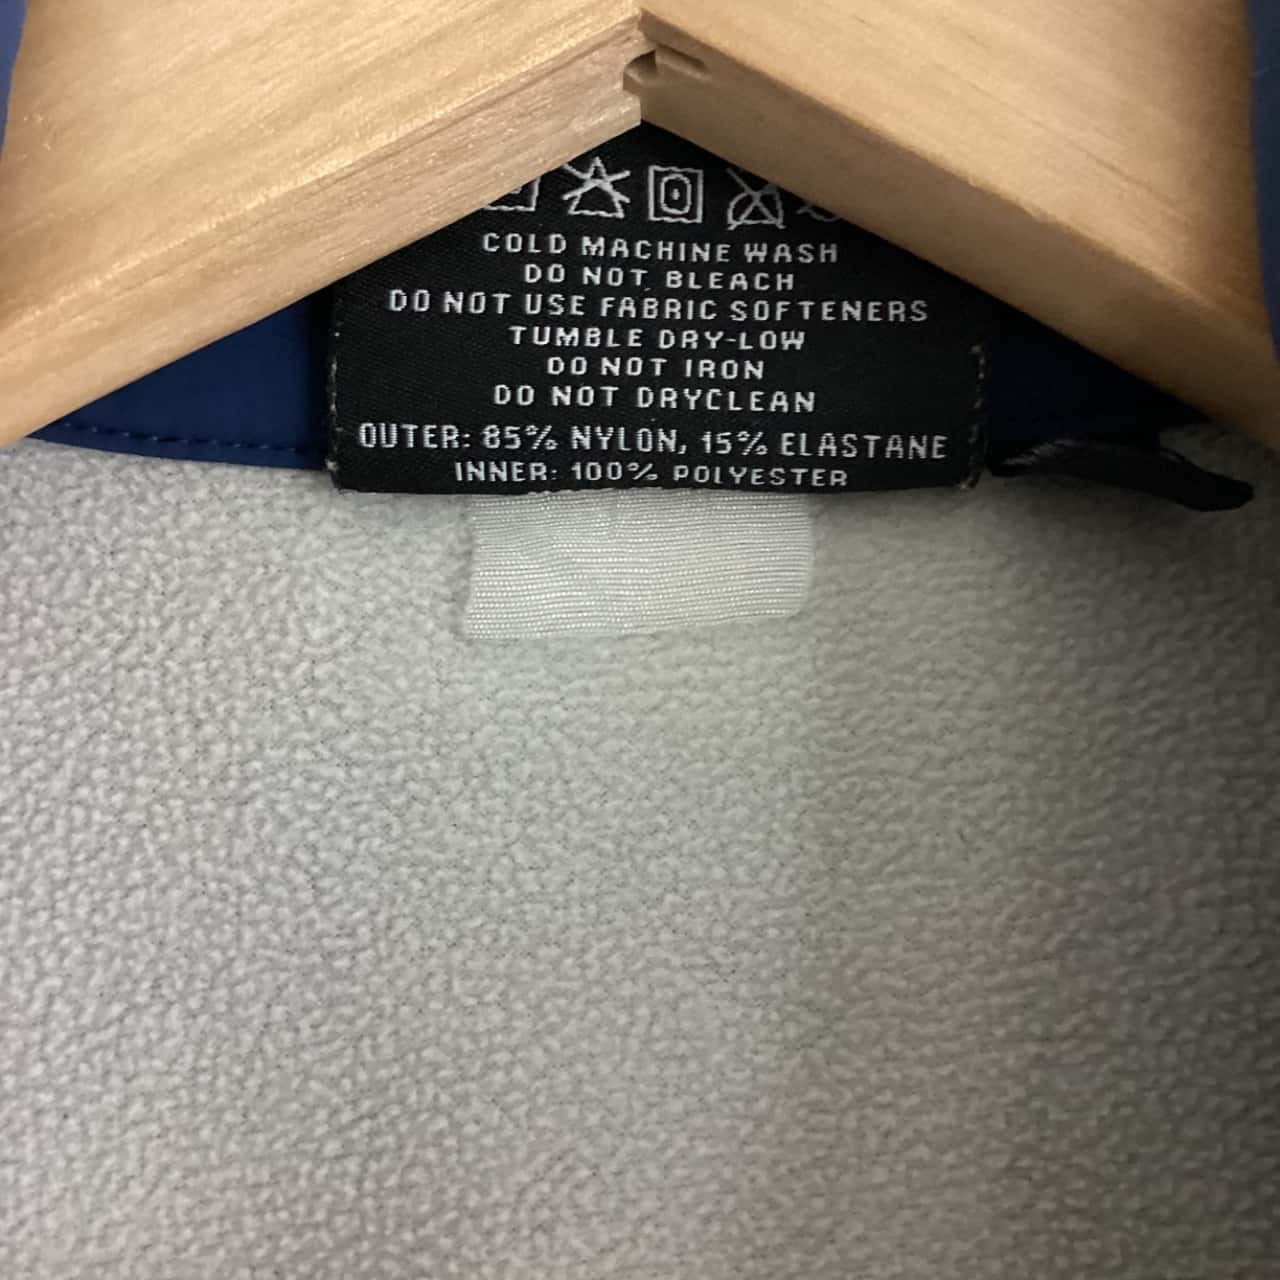 COLD MACHINE WASH
DO NOT BLEACH
DO NOT USE FABRIC SOFTENERS
TUMBLE DRY-LOW
DO NOT IRON
DO NOT DRYCLEAN
OUTER: 85% NYLON, 15% ELASTANE
INNER: 100% POLYESTER